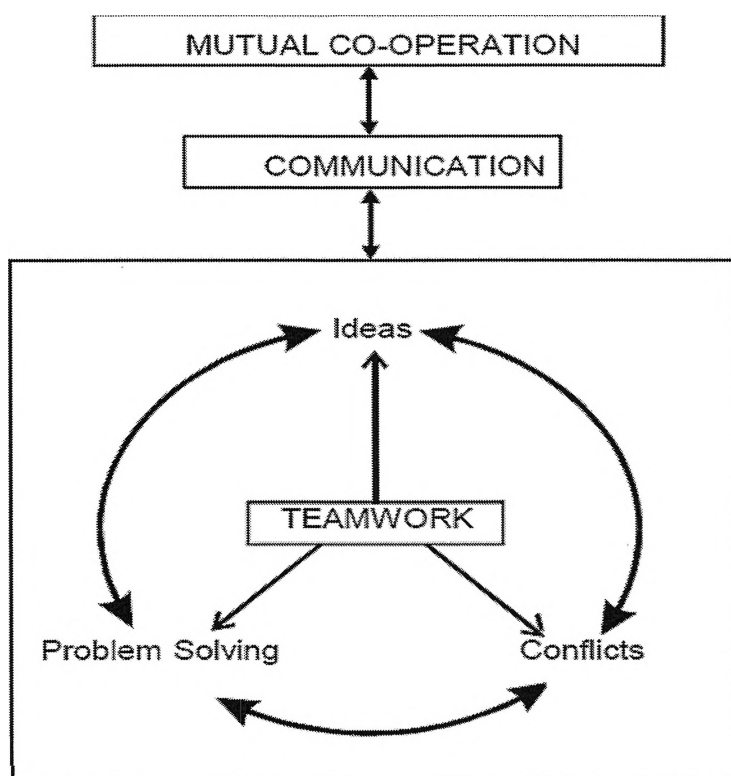 MUTUAL CO-OPERATION
COMMUNICATION
Ideas
TEAMWORK
Problem Solving
Conflicts